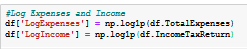 #Log Expenses and Income
df['LogExpenses'] = np.log1p(df.TotalExpenses)
df['LogIncome'] = np.log1p(df.IncomeTaxReturn)